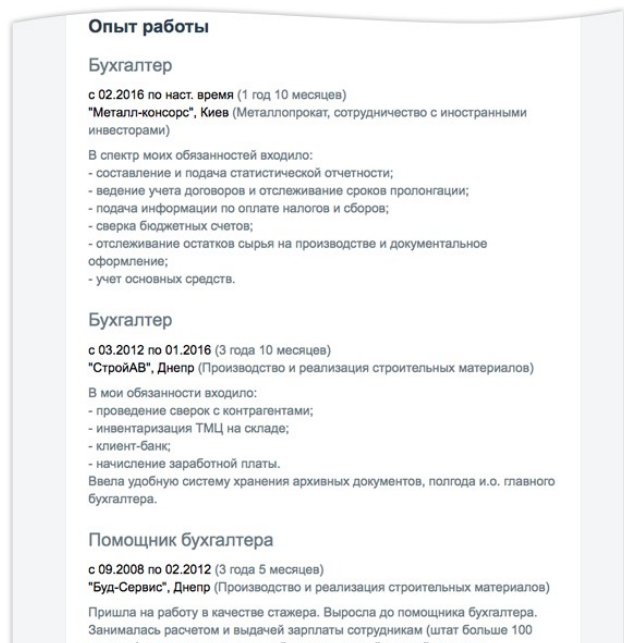 Опыт работы
Бухгалтер
с 02.2016 по наст. время (1 год 10 месяцев)
"Металл-консорс", Киев (Металлопрокат, сотрудничество с иностранными
инвесторами)
В спектр моих обязанностей входило:
- составление и подача статистической отчетности;
- ведение учета договоров и отслеживание сроков пролонгации;
- подача информации по оплате налогов и сборов;
- сверка бюджетных счетов;
- отслеживание остатков сырья на производстве и документальное
оформление;
- учет основных средств.
Бухгалтер
с 03.2012 по 01.2016 (3 года 10 месяцев)
"СтройАВ", Днепр (Производство и реализация строительных материалов)
В мои обязанности входило:
- проведение сверок с контрагентами;
- инвентаризация ТМЦ на складе;
- клиент-банк;
- начисление заработной платы.
Ввела удобную систему хранения архивных документов, полгода и.о. главного
бухгалтера.
Помощник бухгалтера
с 09.2008 по 02.2012 (3 года 5 месяцев)
"Буд-Сервис", Днепр (Производство и реализация строительных материалов)
Пришла на работу в качестве стажера. Выросла до помощника бухгалтера.
Занималась расчетом и выдачей зарплаты сотрудникам (штат больше 100